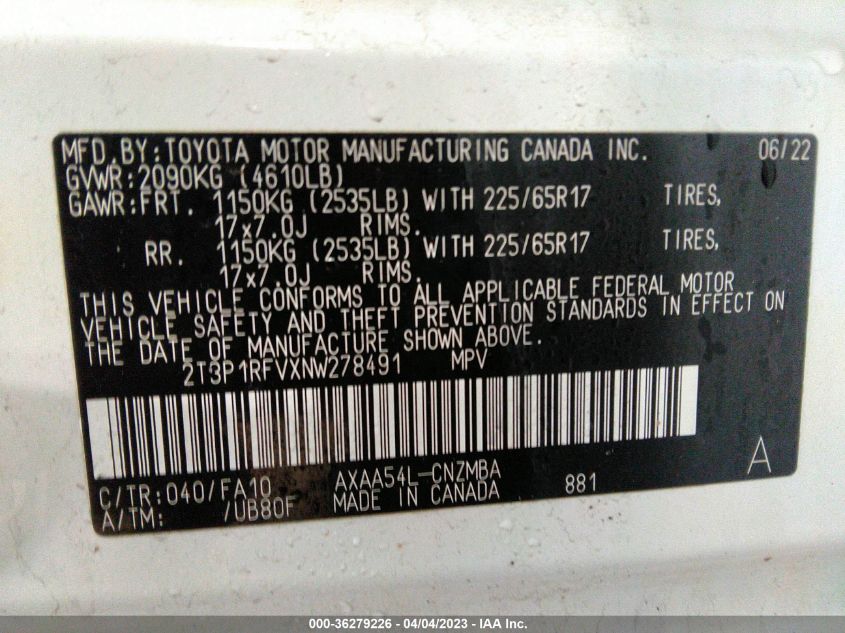 MFD.BY:TOYOTA MOTOR MANUFACTURING CANADA INC. 06/22
GVWR:2090KG (4610LB)
GAWR:FRT. 1150KG (2535LB) WITH 225/65R17 TIRES,
17x7.0J RIMS.
RR. 1150KG (2535LB) WITH 225/65R17 TIRES,
17x7.0J RIMS.
THIS VEHICLE CONFORMS TO ALL APPLICABLE FEDERAL MOTOR
VEHICLE SAFETY AND THEFT PREVENTION STANDARDS IN EFFECT ON
THE DATE OF MANUFACTURE SHOWN ABOVE.
2T3P1RFVXNW278491 MPV
A
C/TR:040/FA10 AXAA54L-CNZMBA
A/TM: /UB80F MADE IN CANADA 881
000-36279226 - 04/04/2023 - IAA Inc.